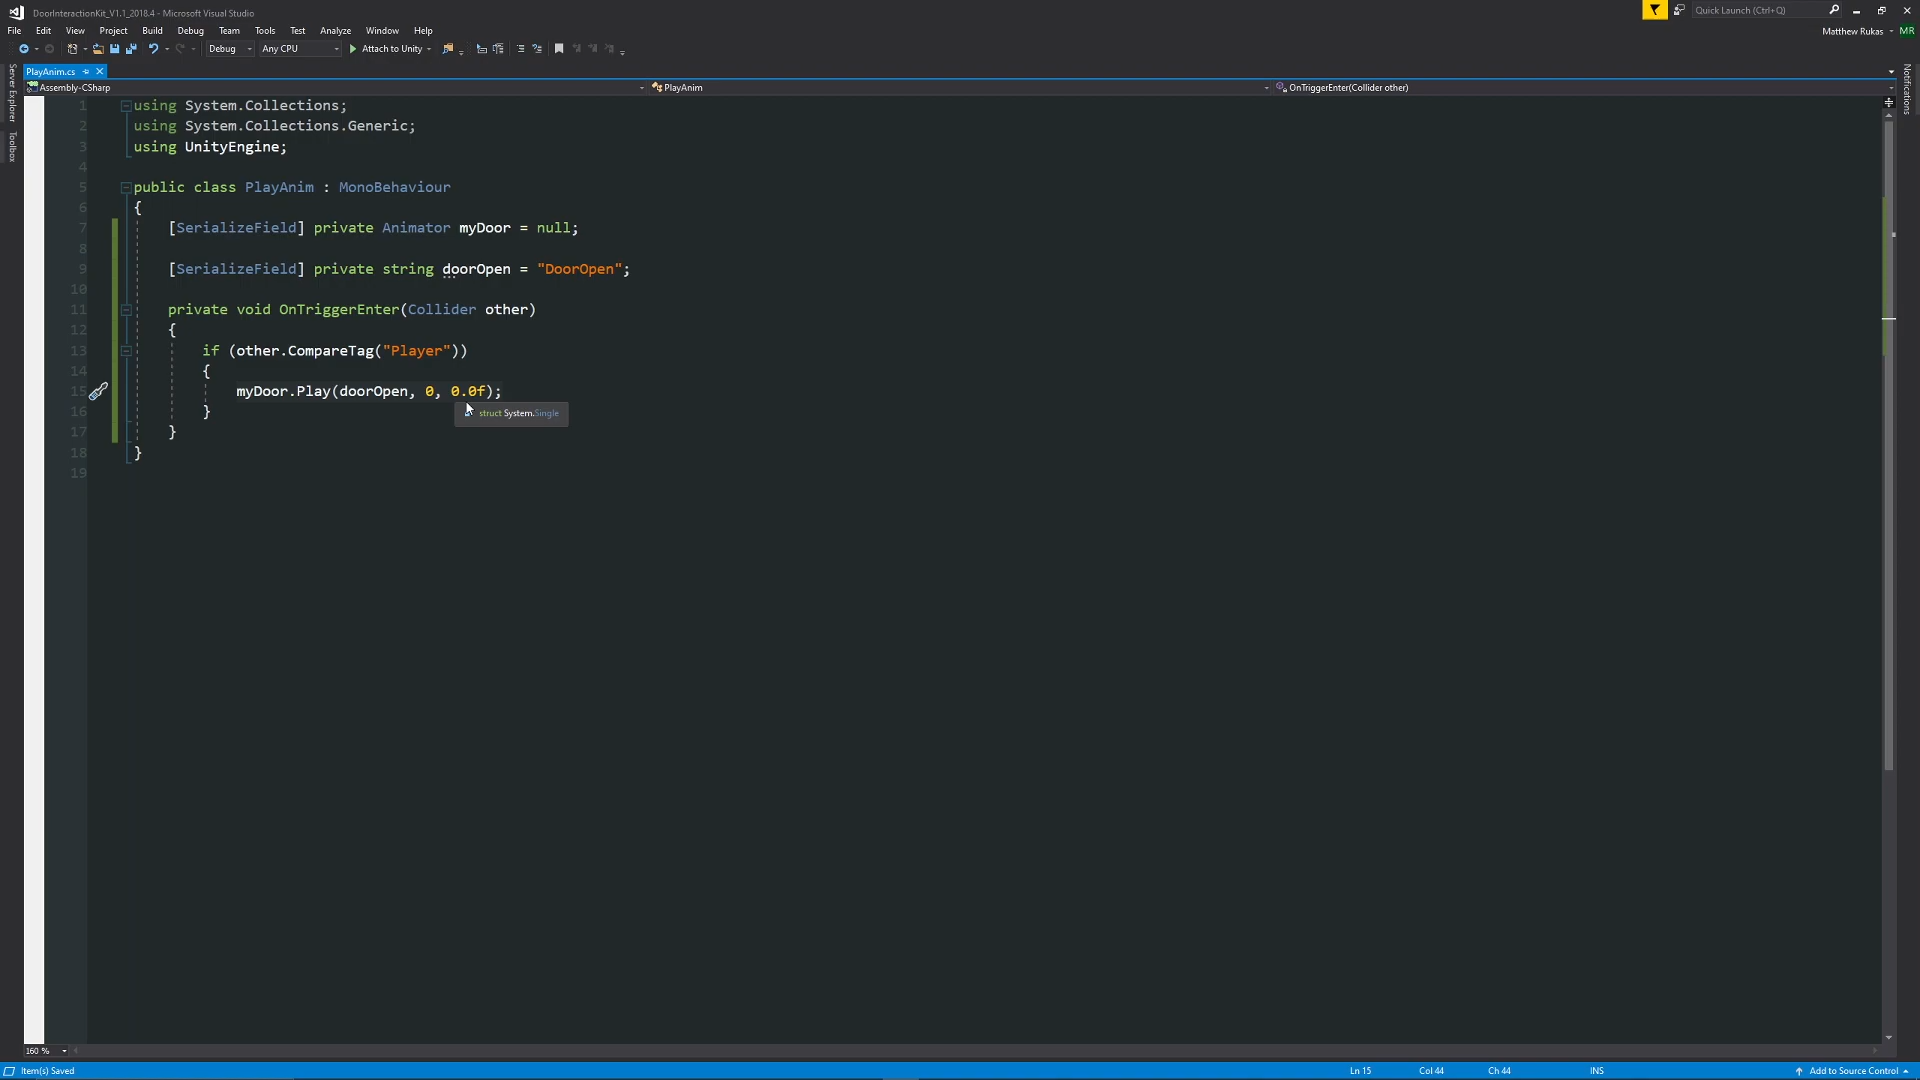 DoorInteractionKit_V1.1_2018.4 - Microsoft Visual Studio
Quick Launch (Ctrl+Q)
File Edit View Project Build Debug Team Tools Test Analyze Window Help
Matthew Rukas MR
Debug Any CPU Attach to Unity
Server Explorer
Toolbox
Notifications
PlayAnim.cs
Assembly-CSharp PlayAnim OnTriggerEnter(Collider other)
1 using System.Collections;
2 using System.Collections.Generic;
3 using UnityEngine;
4
5 public class PlayAnim : MonoBehaviour
6 {
7 [SerializeField] private Animator myDoor = null;
8
9 [SerializeField] private string doorOpen = "DoorOpen";
10
11 private void OnTriggerEnter(Collider other)
12 {
13 if (other.CompareTag("Player"))
14 {
15 myDoor.Play(doorOpen, 0, 0.0f);
16 }
struct System.Single
17 }
18 }
19
160 %
Item(s) Saved Ln 15 Col 44 Ch 44 INS Add to Source Control